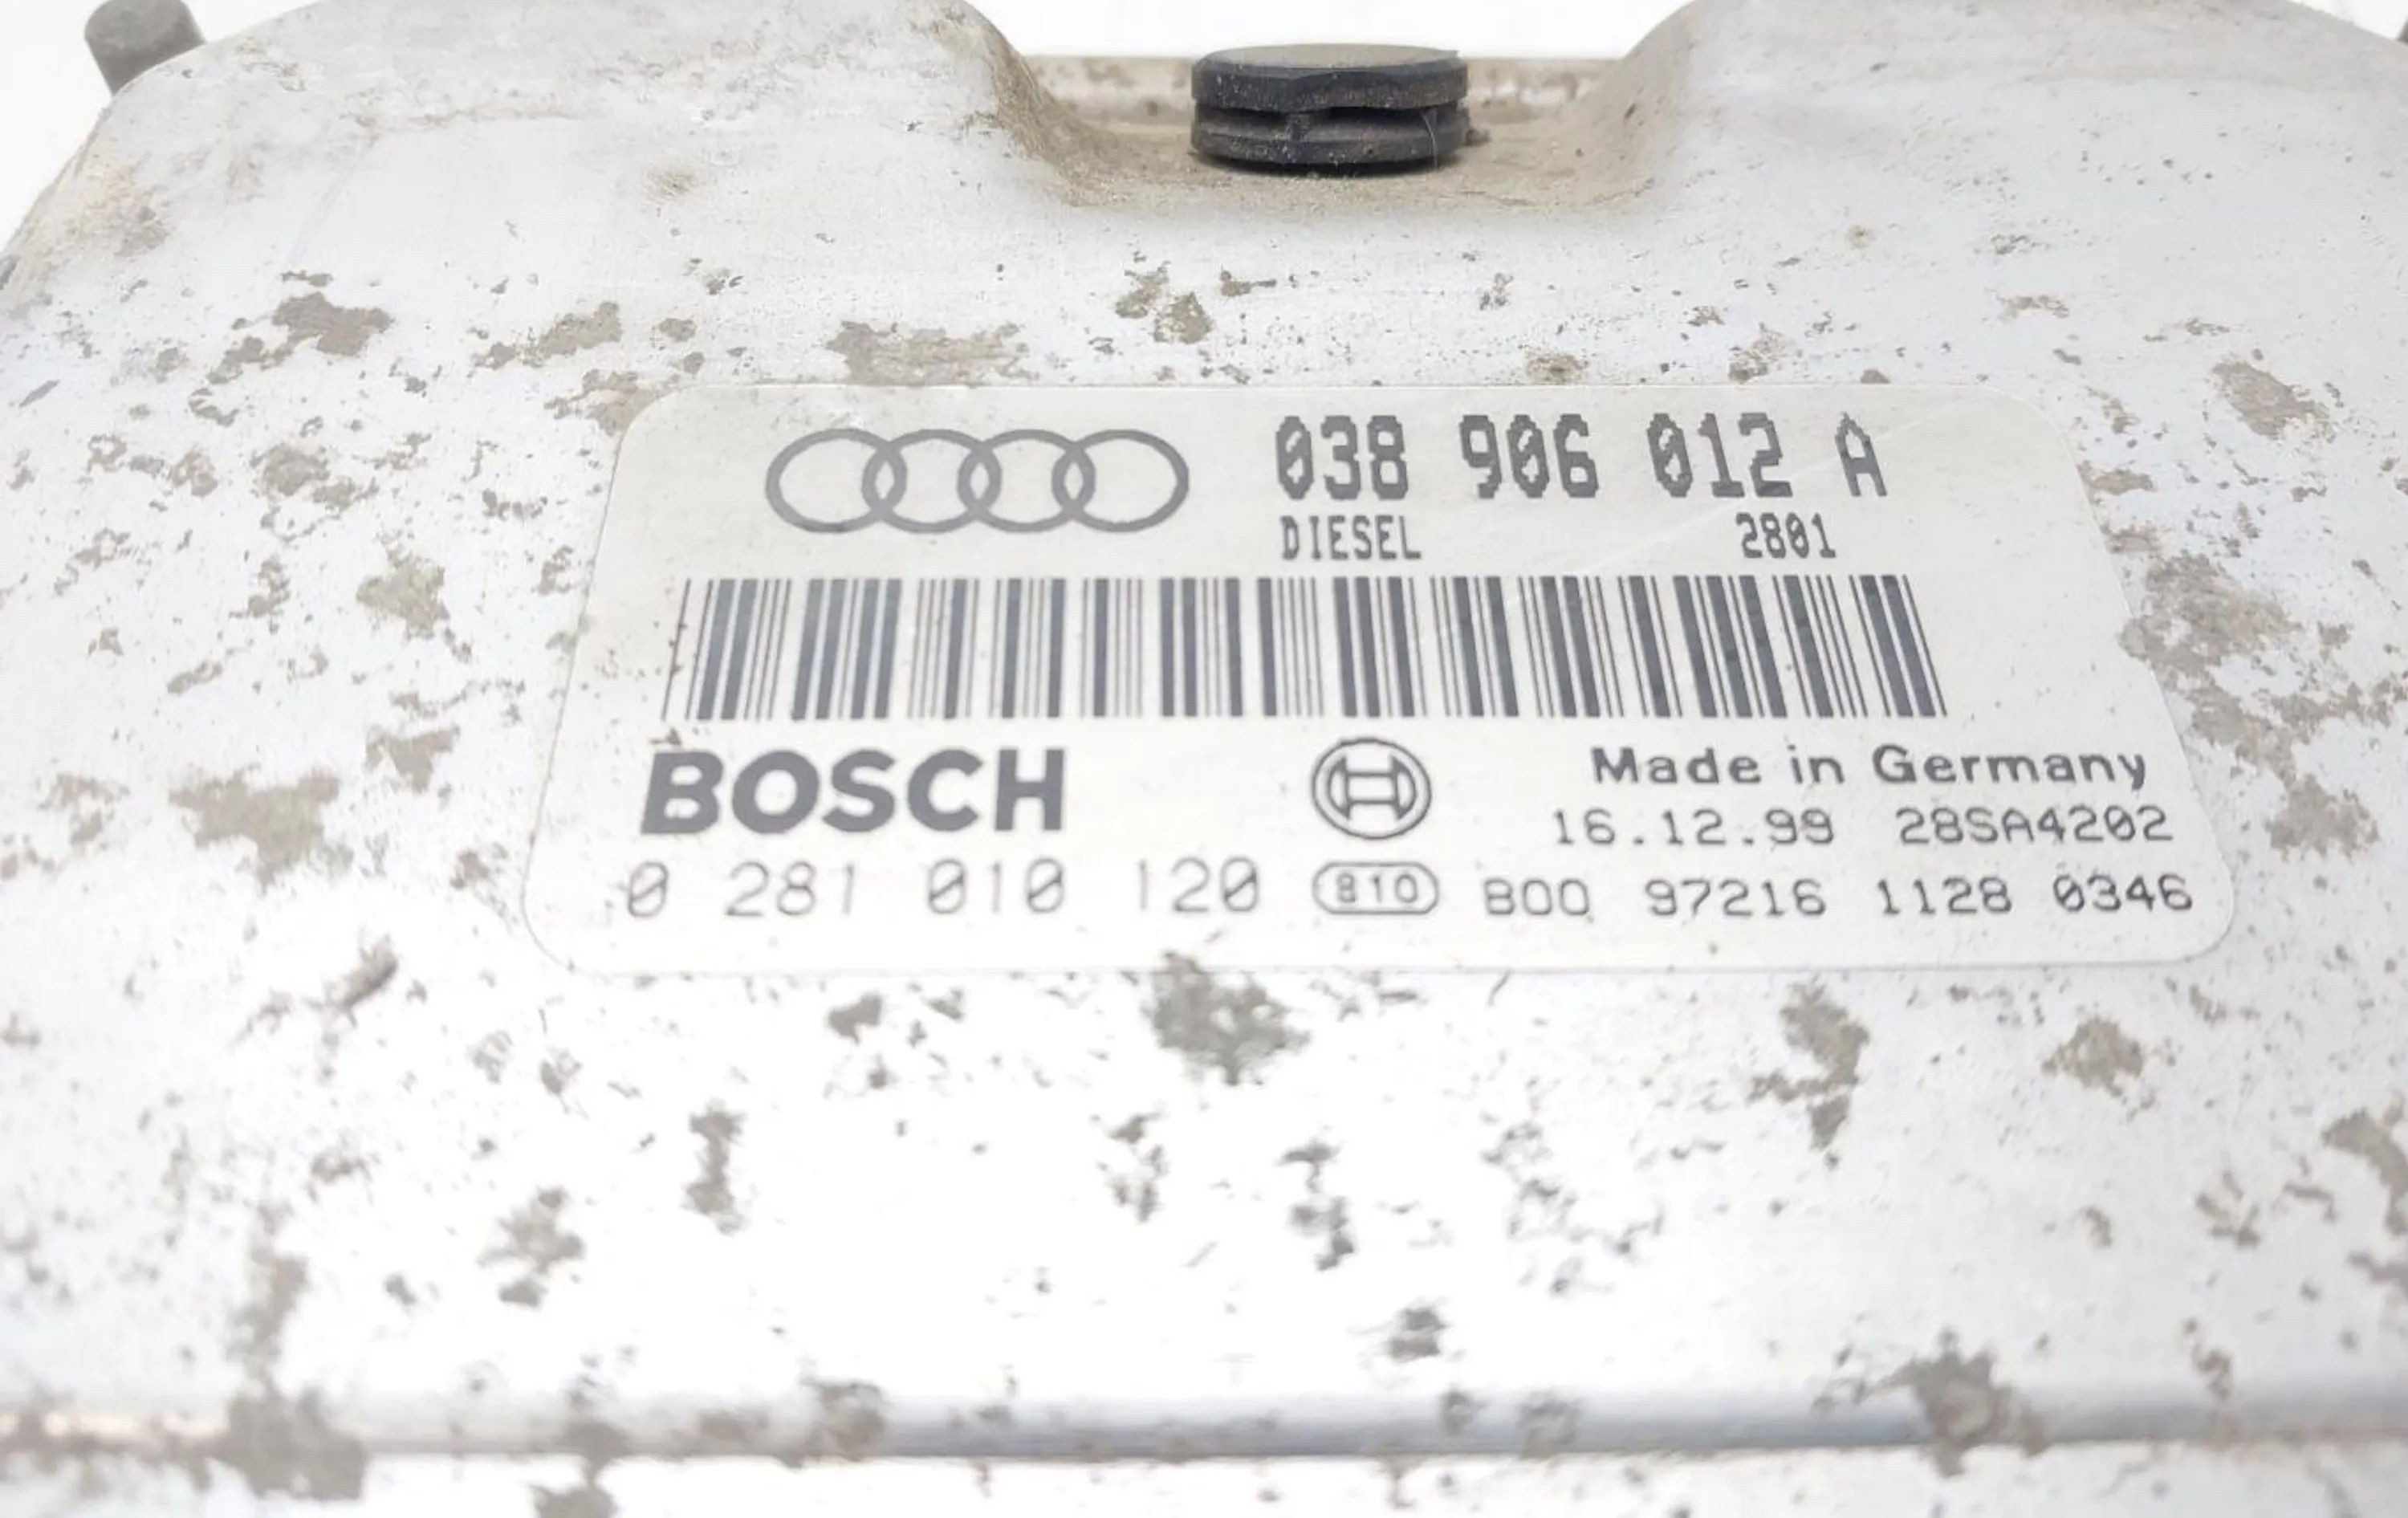 038 906 012 A
DIESEL 2801
BOSCH
Made in Germany
16.12.99 28SA4202
0 281 010 120 810 B00 97216 1128 0346